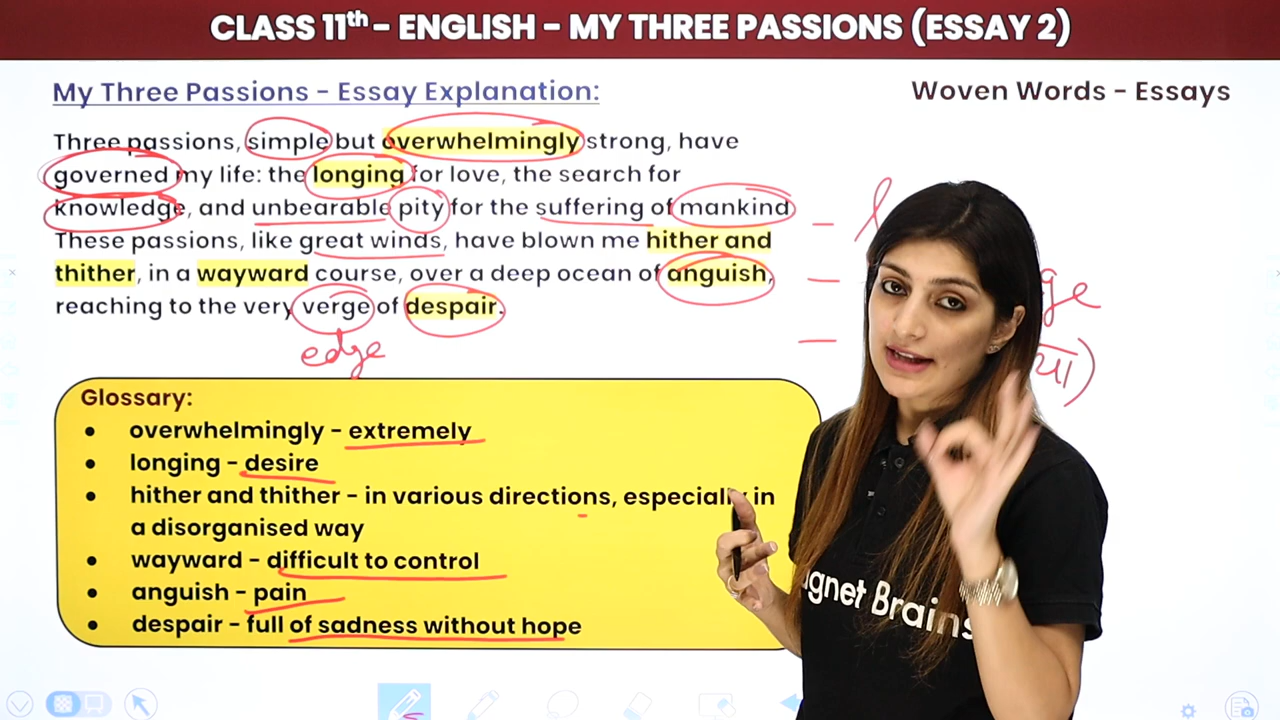 CLASS 11th - ENGLISH - MY THREE PASSIONS (ESSAY 2)
My Three Passions - Essay Explanation:
Woven Words - Essays
Three passions, simple but overwhelmingly strong, have
governed my life: the longing for love, the search for
knowledge, and unbearable pity for the suffering of mankind
These passions, like great winds, have blown me hither and
thither, in a wayward course, over a deep ocean of anguish,
reaching to the very verge of despair.
edge
Glossary:
overwhelmingly - extremely
longing - desire
hither and thither - in various directions, especially in
a disorganised way
wayward - difficult to control
anguish - pain
despair - full of sadness without hope